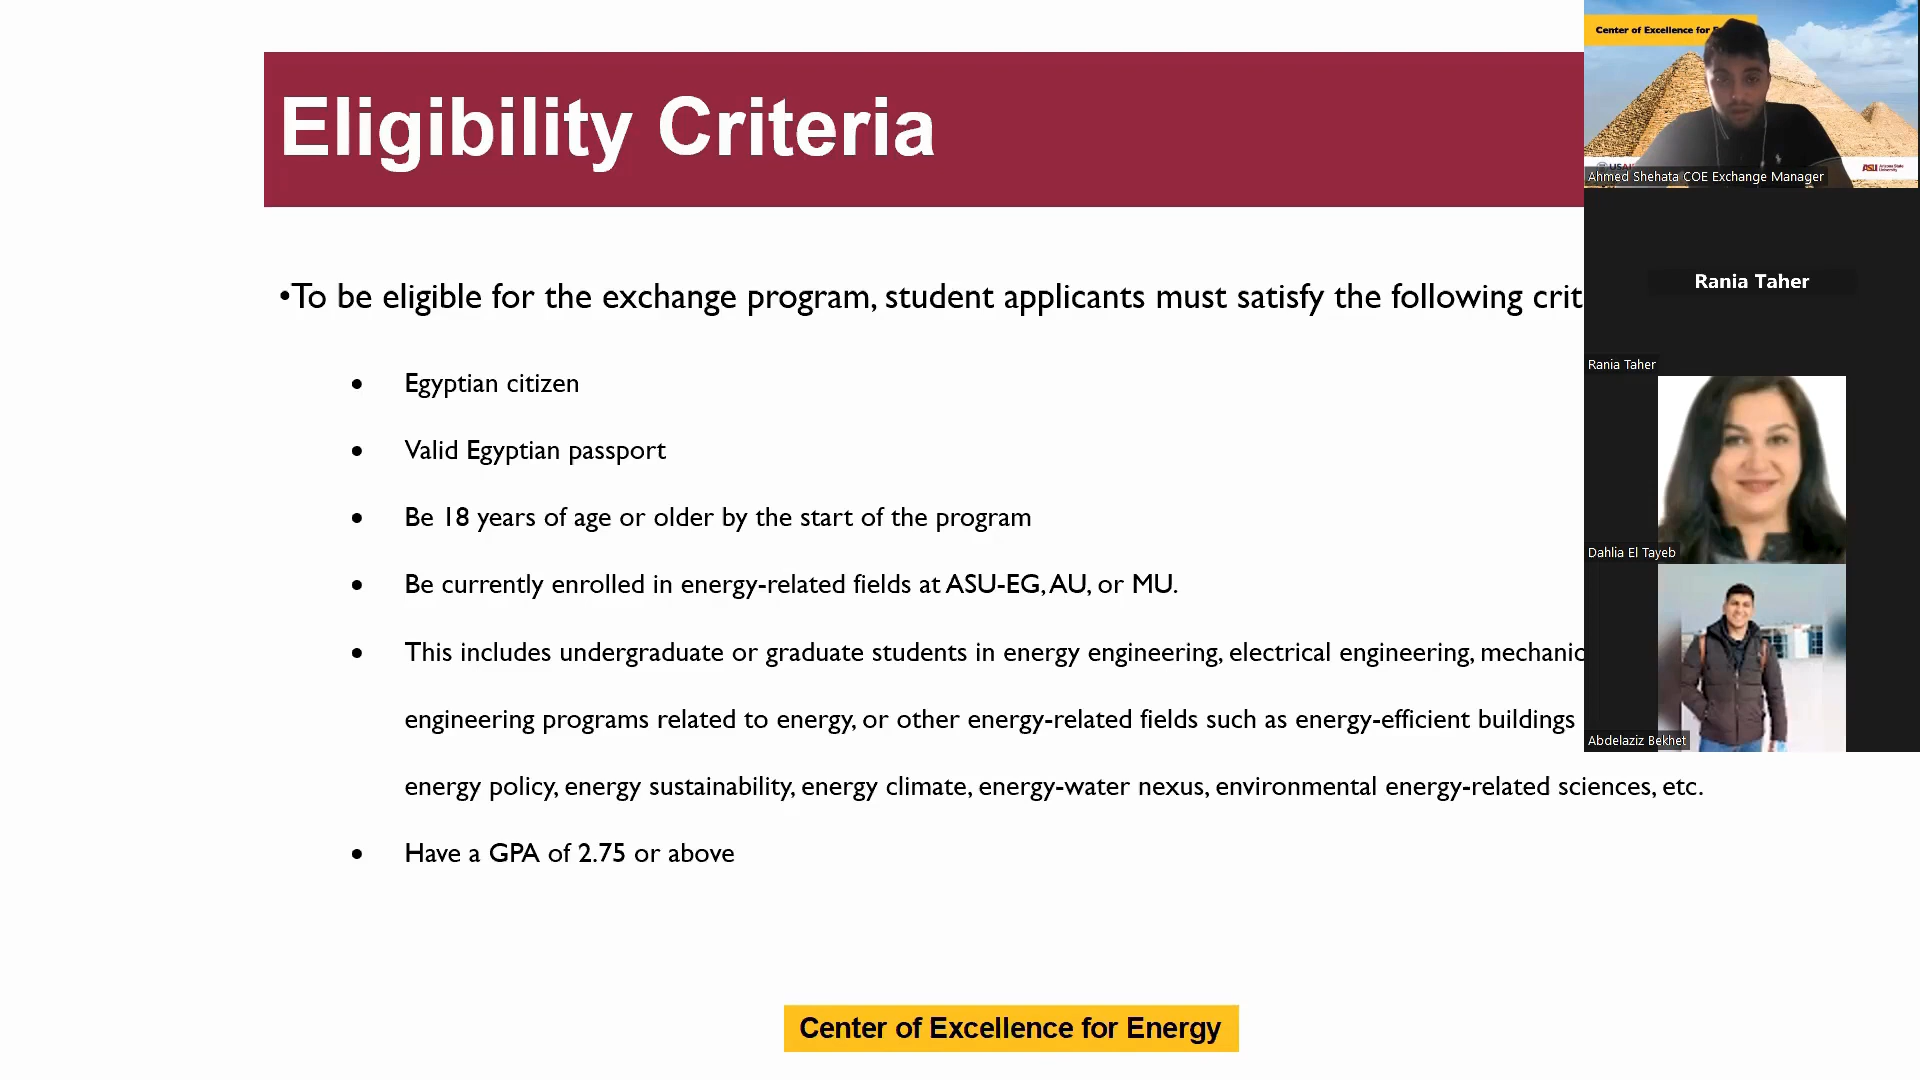 Eligibility Criteria
•To be eligible for the exchange program, student applicants must satisfy the following crit
• Egyptian citizen
• Valid Egyptian passport
• Be 18 years of age or older by the start of the program
• Be currently enrolled in energy-related fields at ASU-EG, AU, or MU.
• This includes undergraduate or graduate students in energy engineering, electrical engineering, mechanic
engineering programs related to energy, or other energy-related fields such as energy-efficient buildings
energy policy, energy sustainability, energy climate, energy-water nexus, environmental energy-related sciences, etc.
• Have a GPA of 2.75 or above
Center of Excellence for Energy
Center of Excellence for
ASU Arizona State
University
Ahmed Shehata COE Exchange Manager
Rania Taher
Rania Taher
Dahlia El Tayeb
Abdelaziz Bekhet